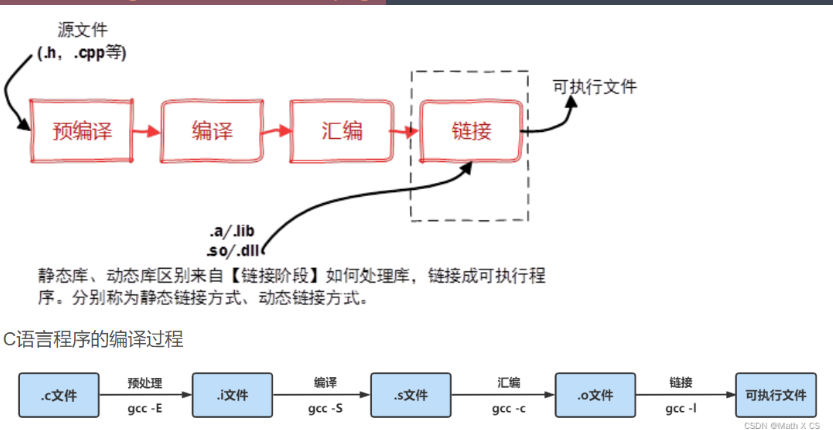 源文件
(.h, .cpp等)
可执行文件
预编译
编译
汇编
链接
.a/.lib
.so/.dll
静态库、动态库区别来自【链接阶段】如何处理库，链接成可执行程
序。分别称为静态链接方式、动态链接方式。
C语言程序的编译过程
.c文件
预处理
gcc -E
.i文件
编译
gcc -S
.s文件
汇编
gcc -c
.o文件
链接
gcc -l
可执行文件
CSDN @Math X CS